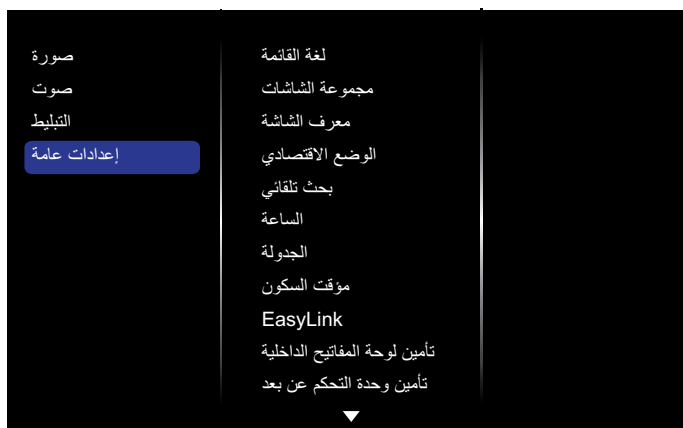 صورة
صوت
التبليط
إعدادات عامة
لغة القائمة
مجموعة الشاشات
معرف الشاشة
الوضع الاقتصادي
بحث تلقائي
الساعة
الجدولة
مؤقت السكون
EasyLink
تأمين لوحة المفاتيح الداخلية
تأمين وحدة التحكم عن بعد